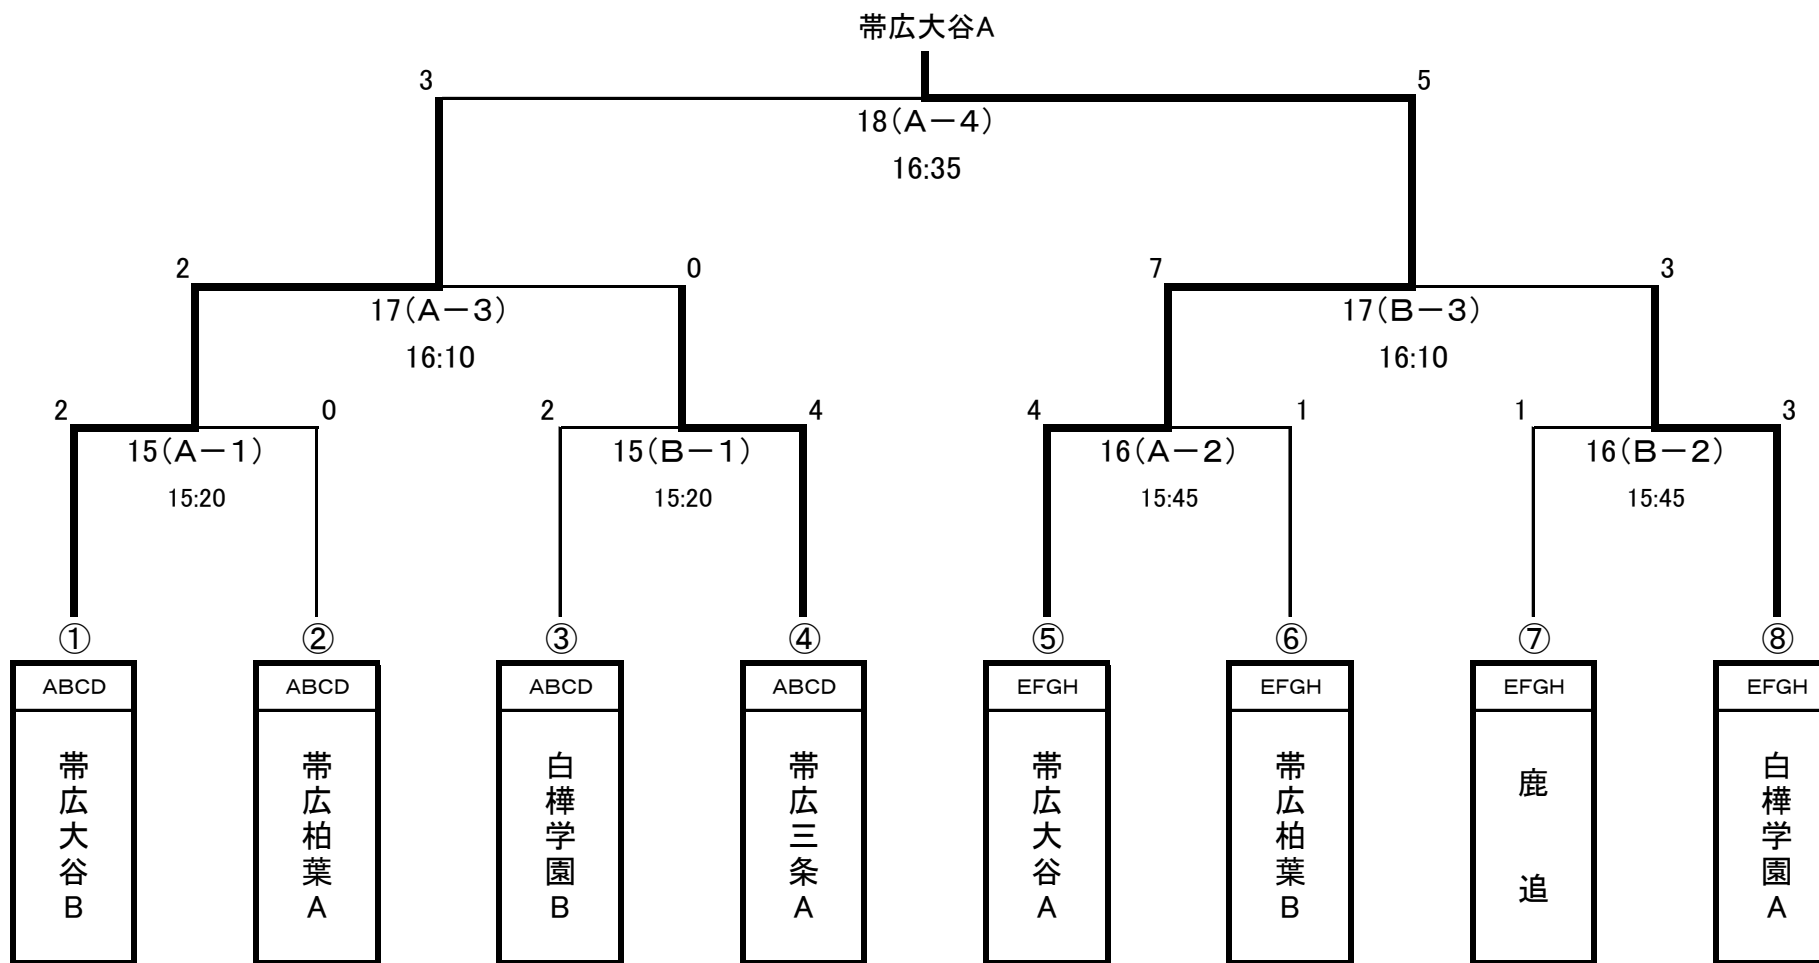 帯広大谷A
3 5
18(A-4)
16:35
2 0 7 3
17(A-3) 17(B-3)
16:10 16:10
2 0 2 4 4 1 1 3
15(A-1) 15(B-1) 16(A-2) 16(B-2)
15:20 15:20 15:45 15:45
① ② ③ ④ ⑤ ⑥ ⑦ ⑧
ABCD ABCD ABCD ABCD EFGH EFGH EFGH EFGH
帯広大谷B
帯広柏葉A
白樺学園B
帯広三条A
帯広大谷A
帯広柏葉B
鹿追
白樺学園A